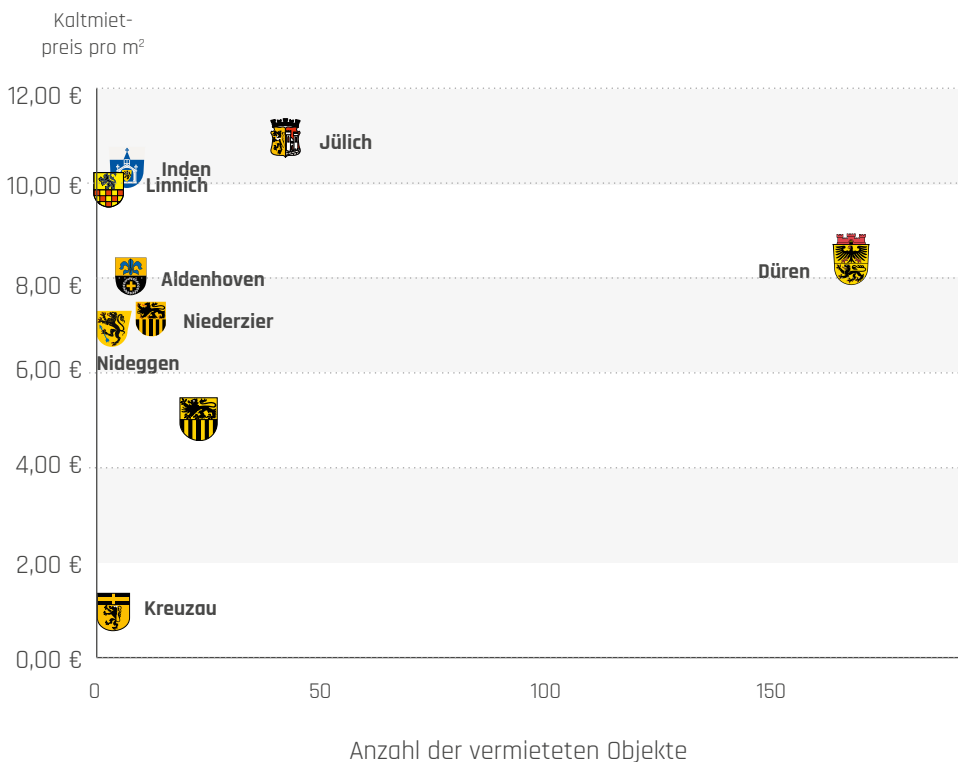 Kaltmiet-
preis pro m²
12,00 €
Jülich
Inden
10,00 €
Linnich
Düren
8,00 €
Aldenhoven
Niederzier
Nideggen
6,00 €
4,00 €
2,00 €
Kreuzau
0,00 €
0 50 100 150
Anzahl der vermieteten Objekte